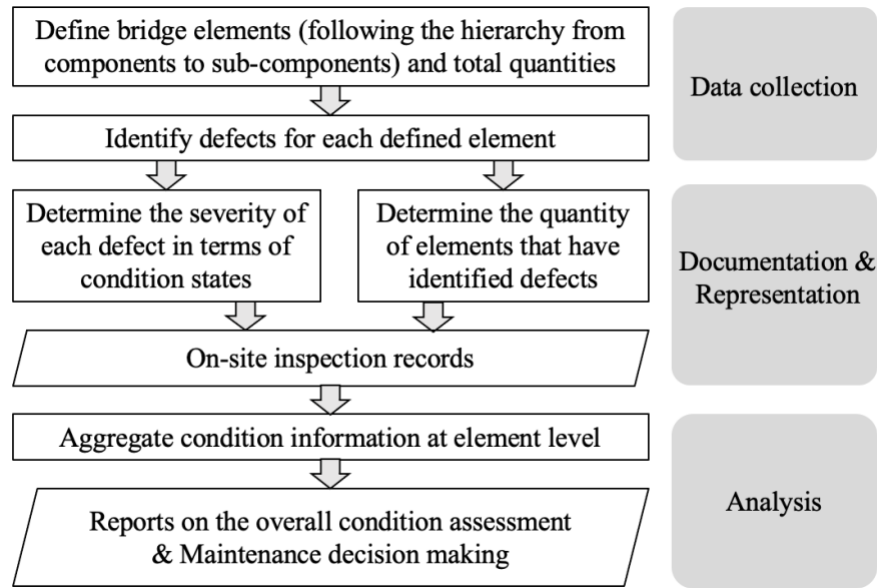 Define bridge elements (following the hierarchy from
components to sub-components) and total quantities
Data collection
Identify defects for each defined element
Determine the severity of
each defect in terms of
condition states
Determine the quantity
of elements that have
identified defects
Documentation &
Representation
On-site inspection records
Aggregate condition information at element level
Reports on the overall condition assessment
& Maintenance decision making
Analysis